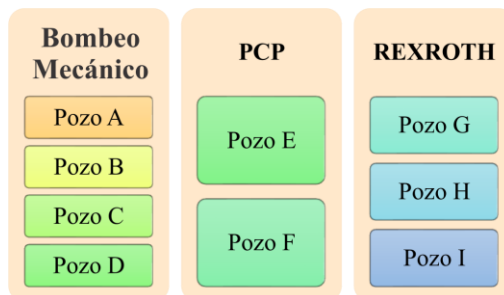 Bombeo
Mecánico
Pozo A
Pozo B
Pozo C
Pozo D
PCP
Pozo E
Pozo F
REXROTH
Pozo G
Pozo H
Pozo I